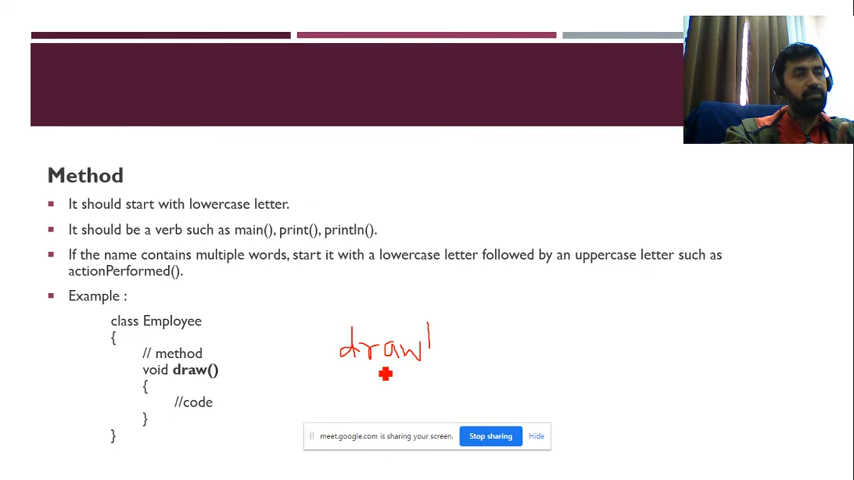 Method
It should start with lowercase letter.
It should be a verb such as main(), print(), println().
If the name contains multiple words, start it with a lowercase letter followed by an uppercase letter such as
actionPerformed().
Example :
class Employee
{
// method
void draw()
{
//code
}
}
draw
meet.google.com is sharing your screen. Stop sharing Hide